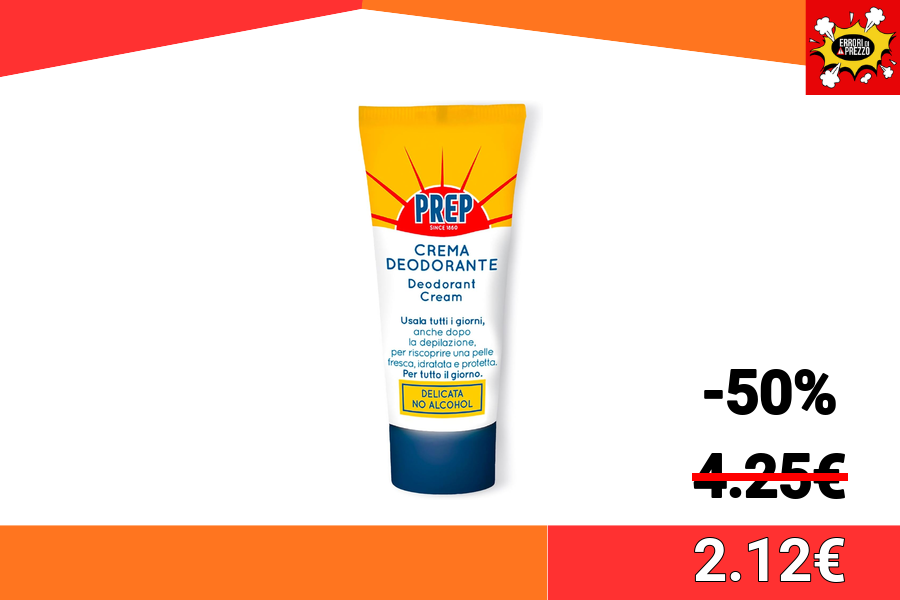 ERRORI DI
PREZZO
PREP
SINCE 1860
CREMA
DEODORANTE
Deodorant
Cream
Usala tutti i giorni,
anche dopo
la depilazione,
per riscoprire una pelle
fresca, idratata e protetta.
Per tutto il giorno.
DELICATA
NO ALCOHOL
-50%
4.25€
2.12€